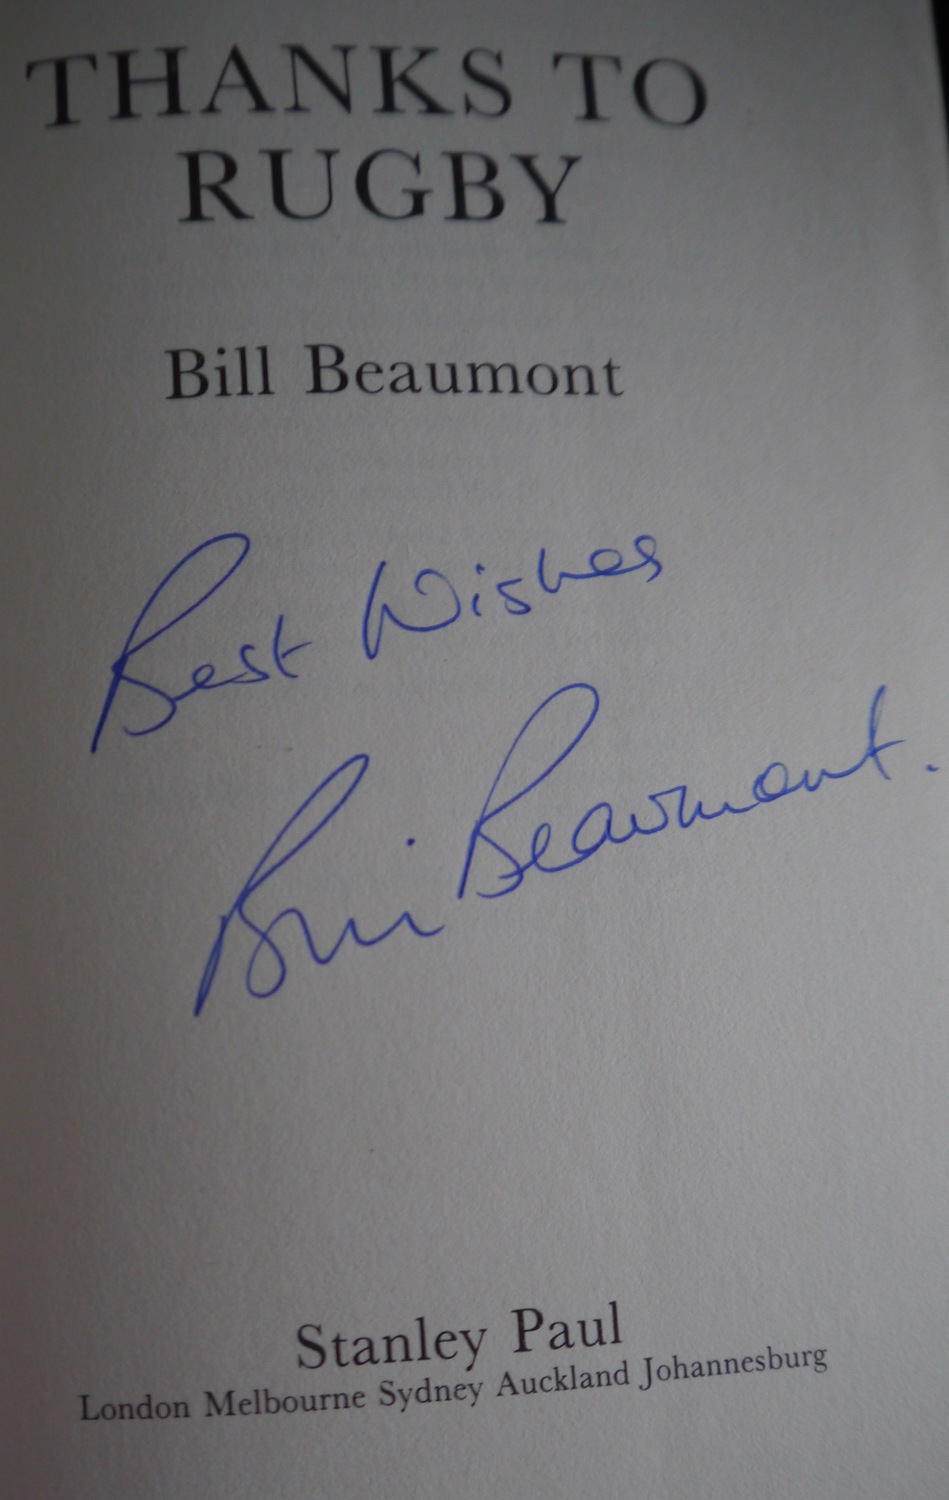 THANKS TO
RUGBY
Bill Beaumont
Best Wishes
Bill Beaumont.
Stanley Paul
London Melbourne Sydney Auckland Johannesburg